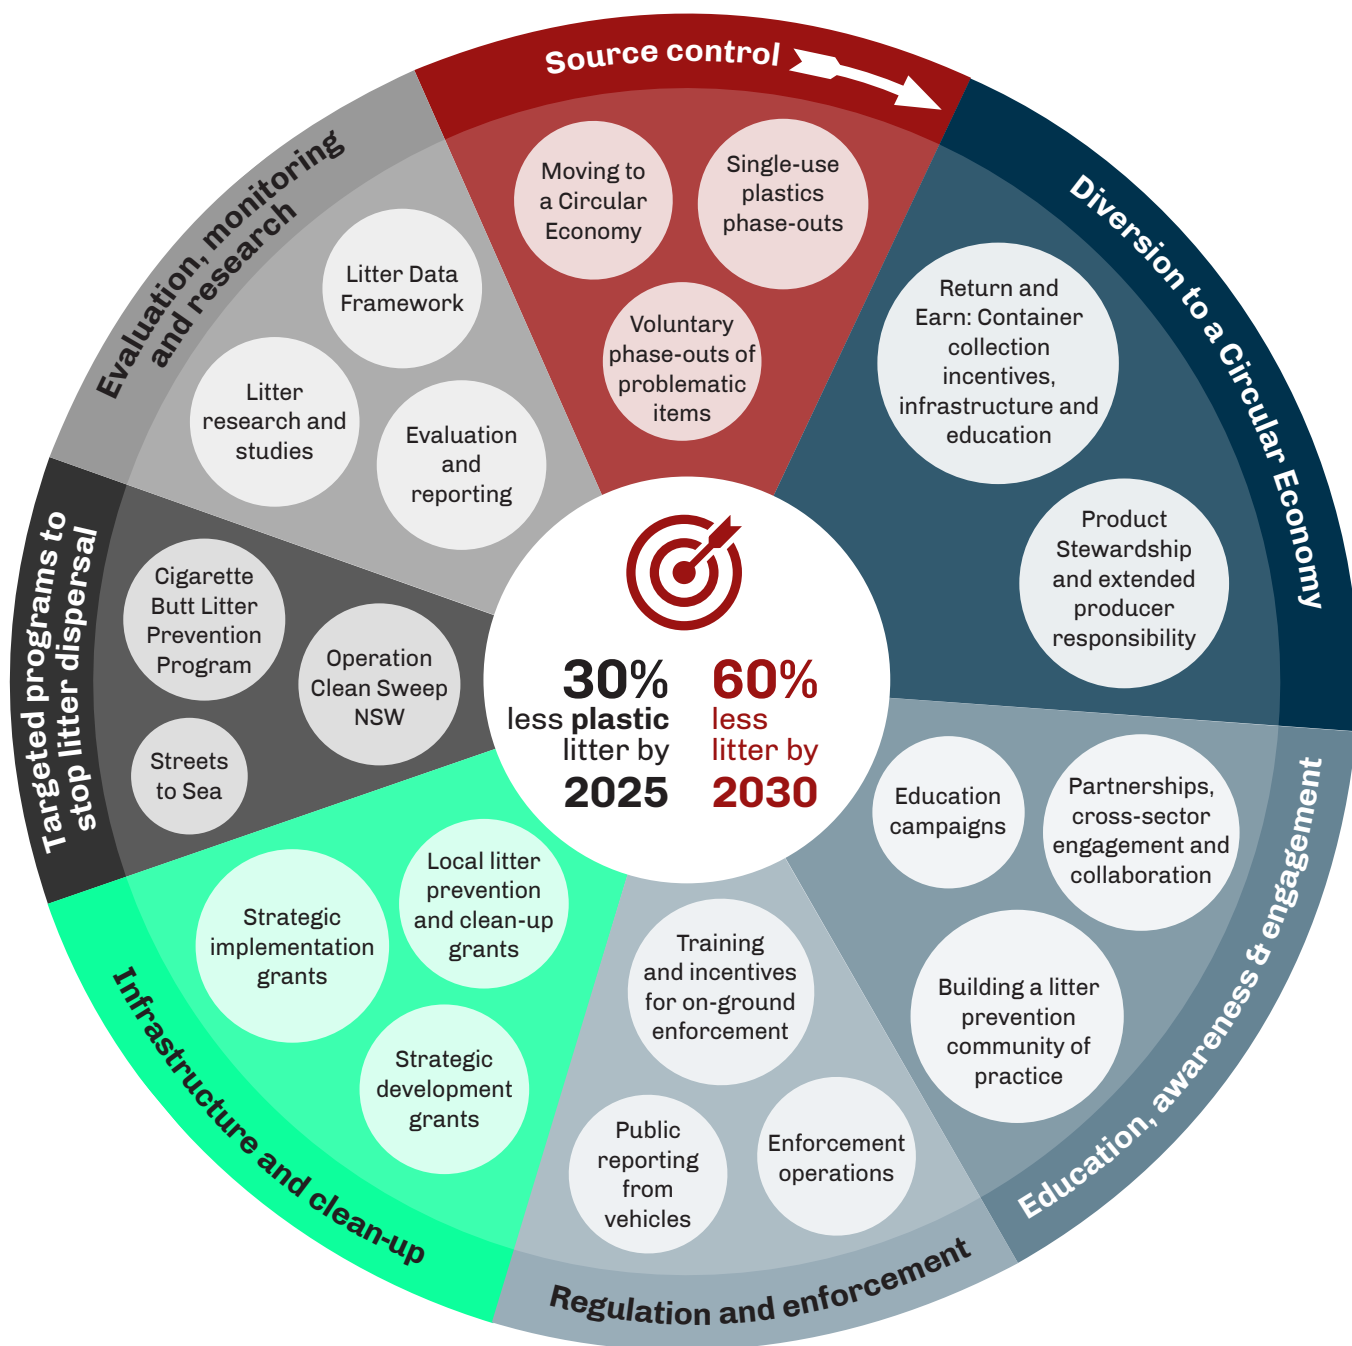 Source control
Moving to
a Circular
Economy
Single-use
plastics
phase-outs
Voluntary
phase-outs of
problematic
items
Diversion to a Circular Economy
Return and
Earn: Container
collection
incentives,
infrastructure and
education
Product
Stewardship
and extended
producer
responsibility
Education, awareness & engagement
Education
campaigns
Partnerships,
cross-sector
engagement and
collaboration
Building a litter
prevention
community of
practice
Regulation and enforcement
Training
and incentives
for on-ground
enforcement
Enforcement
operations
Public
reporting
from
vehicles
Infrastructure and clean-up
Local litter
prevention
and clean-up
grants
Strategic
implementation
grants
Strategic
development
grants
Targeted programs to
stop litter dispersal
Cigarette
Butt Litter
Prevention
Program
Operation
Clean Sweep
NSW
Streets
to Sea
Evaluation, monitoring
and research
Litter Data
Framework
Litter
research and
studies
Evaluation
and
reporting
30%
less plastic
litter by
2025
60%
less
litter by
2030